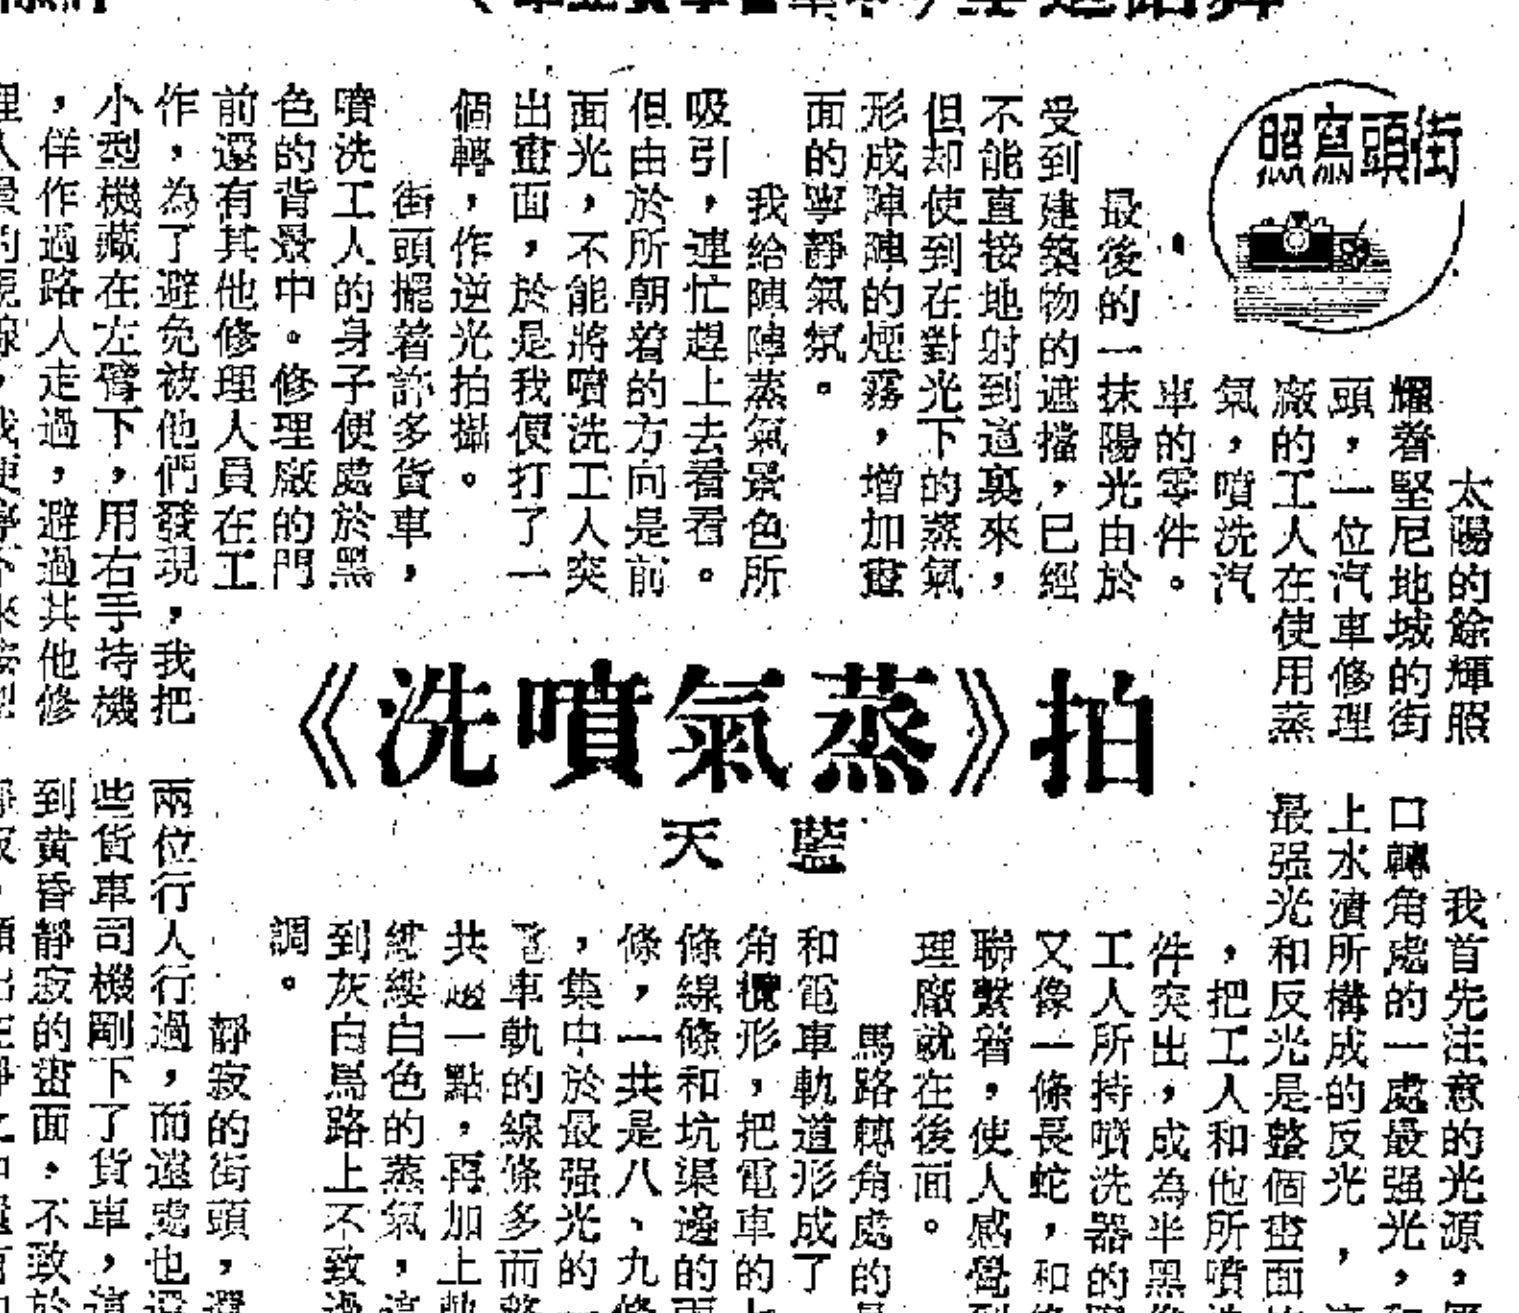 街頭寫照
拍《蒸氣噴洗》
藍天
太陽的餘輝照
耀着堅尼地城的街
頭，一位汽車修理
廠的工人在使用蒸
氣，噴洗汽
車的零件。
最後的一抹陽光由於
受到建築物的遮擋，已經
不能直接地射到這裏來，
但却使到在對光下的蒸氣
形成陣陣的煙霧，增加畫
面的寧靜氣氛。
我給陣陣蒸氣景色所
吸引，連忙趕上去看看。
但由於所朝着的方向是前
面光，不能將噴洗工人突
出畫面，於是我便打了一
個轉，作逆光拍攝。
街頭擺着許多貨車，
噴洗工人的身子便處於黑
色的背景中。修理廠的門
前還有其他修理人員在工
作，為了避免被他們發現，我把
小型機藏在左臂下，用右手持機
，佯作過路人走過，避過其他修
我首先注意的光源，
口轉角處的一處最强光，
上水漬所構成的反光，
最强光和反光是整個畫面
，把工人和他所噴
件突出，成為半黑
工人所持噴洗器的
又像一條長蛇，和
聯繫着，使人感覺到
理廠就在後面。
馬路轉角處的
和電車軌道形成了
角欖形，把電車的
條線條和坑渠邊的
條，一共是八、九條
，集中於最强光的
電車軌的線條多而
共一點，再加上
白色的蒸氣，
到灰白馬路上不致過
調。
靜寂的街頭，還
兩位行人行過，而遠處也還
些貨車司機剛下了貨車，
到黄昏靜寂的畫面，不致於